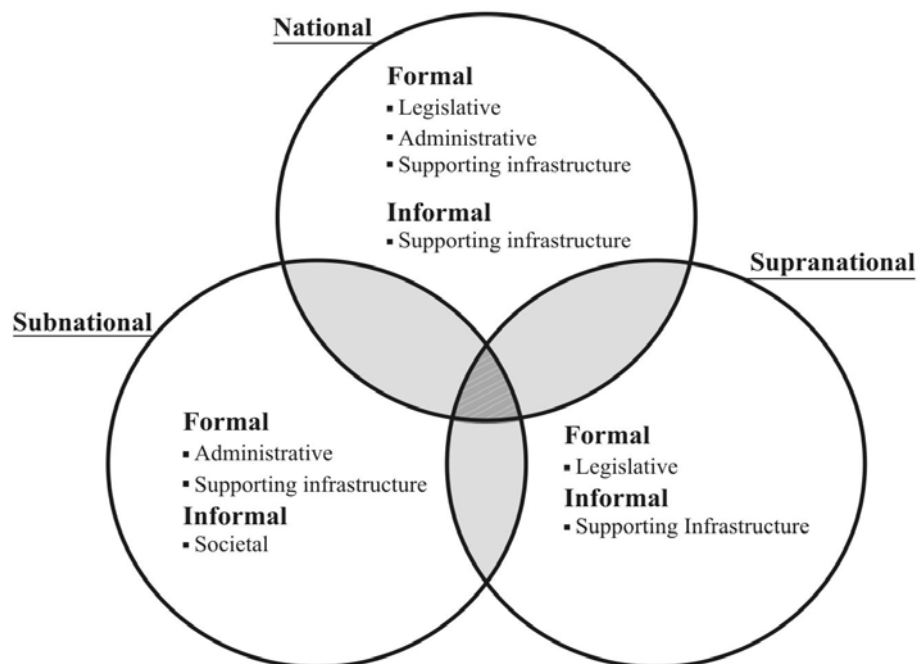 National
Formal
▪ Legislative
▪ Administrative
▪ Supporting infrastructure
Informal
▪ Supporting infrastructure
Supranational
Subnational
Formal
▪ Administrative
▪ Supporting infrastructure
Informal
▪ Societal
Formal
▪ Legislative
Informal
▪ Supporting Infrastructure